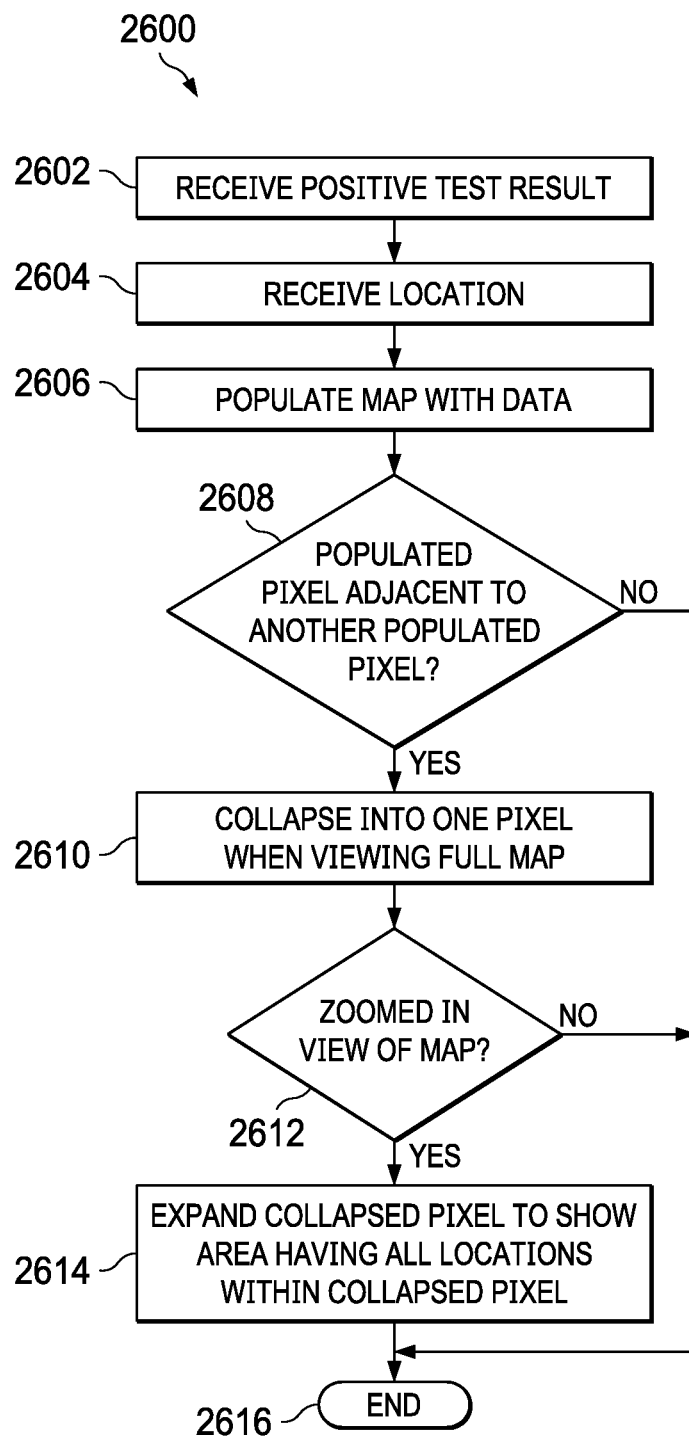 2600
2602
RECEIVE POSITIVE TEST RESULT
2604
RECEIVE LOCATION
2606
POPULATE MAP WITH DATA
2608
POPULATED
PIXEL ADJACENT TO
ANOTHER POPULATED
PIXEL?
NO
YES
2610
COLLAPSE INTO ONE PIXEL
WHEN VIEWING FULL MAP
ZOOMED IN
VIEW OF MAP?
NO
2612
YES
2614
EXPAND COLLAPSED PIXEL TO SHOW
AREA HAVING ALL LOCATIONS
WITHIN COLLAPSED PIXEL
2616
END